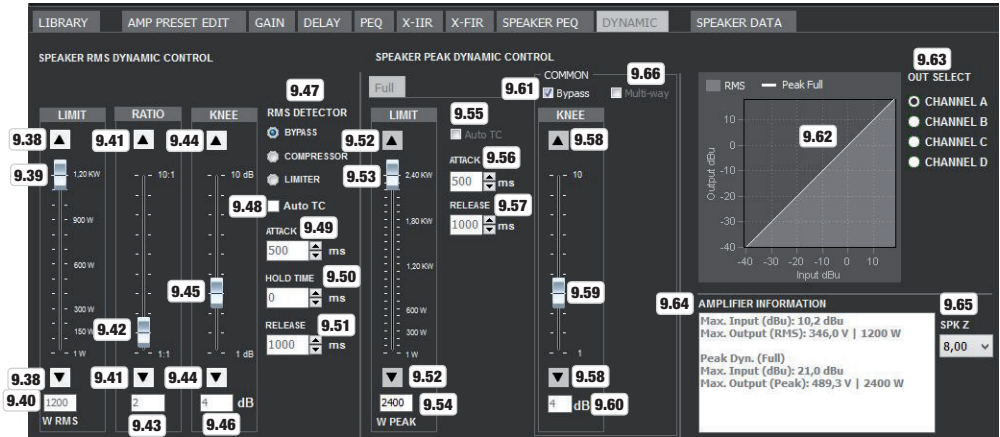 LIBRARY AMP PRESET EDIT GAIN DELAY PEQ X-IIR X-FIR SPEAKER PEQ DYNAMIC SPEAKER DATA
SPEAKER RMS DYNAMIC CONTROL
9.47
LIMIT RATIO KNEE RMS DETECTOR
9.38 9.41 9.44 BYPASS
9.39 1,20 KW 10:1 10 dB COMPRESSOR
LIMITER
9.48 Auto TC
900 W
ATTACK 9.49
500 ms
600 W
HOLD TIME 9.50
9.45 0 ms
300 W
RELEASE 9.51
150 W 9.42
1000 ms
1 W 1:1 1 dB
9.38 9.41 9.44
9.40 1200 2 4 dB
W RMS 9.43 9.46
SPEAKER PEAK DYNAMIC CONTROL
Full
COMMON 9.66
9.61 Bypass Multi-way
LIMIT 9.55 KNEE
9.52 Auto TC 9.58
9.53 2,40 KW ATTACK 9.56 10
500 ms
RELEASE 9.57
1,80 KW 1000 ms
1,20 KW
9.59
600 W
300 W
1 W 1
9.52 9.58
2400 9.54 4 dB 9.60
W PEAK
9.63
OUT SELECT
CHANNEL A
CHANNEL B
CHANNEL C
CHANNEL D
RMS Peak Full
9.62
Output dBu
10
0
-10
-20
-30
-40
-40 -30 -20 -10 0 10
Input dBu
9.64 AMPLIFIER INFORMATION 9.65
Max. Input (dBu): 10,2 dBu
Max. Output (RMS): 346,0 V | 1200 W
Peak Dyn. (Full)
Max. Input (dBu): 21,0 dBu
Max. Output (Peak): 489,3 V | 2400 W
SPK Z
8,00